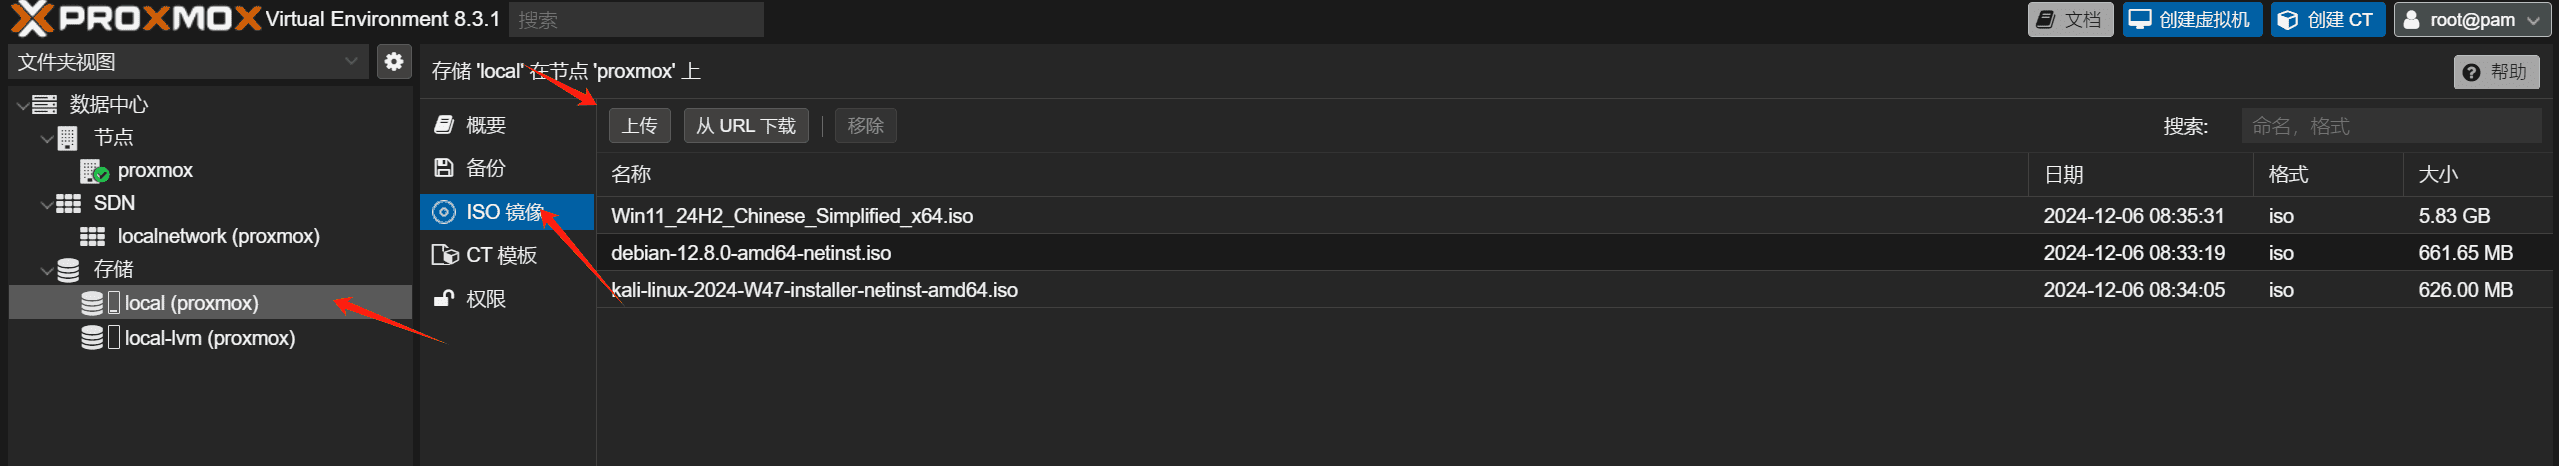 PROXMOX Virtual Environment 8.3.1 搜索 文档 创建虚拟机 创建 CT root@pam
文件夹视图
数据中心
节点
proxmox
SDN
localnetwork (proxmox)
存储
local (proxmox)
local-lvm (proxmox)
存储 'local' 在节点 'proxmox' 上 帮助
概要
备份
ISO 镜像
CT 模板
权限
上传 从 URL 下载 移除 搜索: 命名，格式
名称 日期 格式 大小
Win11_24H2_Chinese_Simplified_x64.iso 2024-12-06 08:35:31 iso 5.83 GB
debian-12.8.0-amd64-netinst.iso 2024-12-06 08:33:19 iso 661.65 MB
kali-linux-2024-W47-installer-netinst-amd64.iso 2024-12-06 08:34:05 iso 626.00 MB